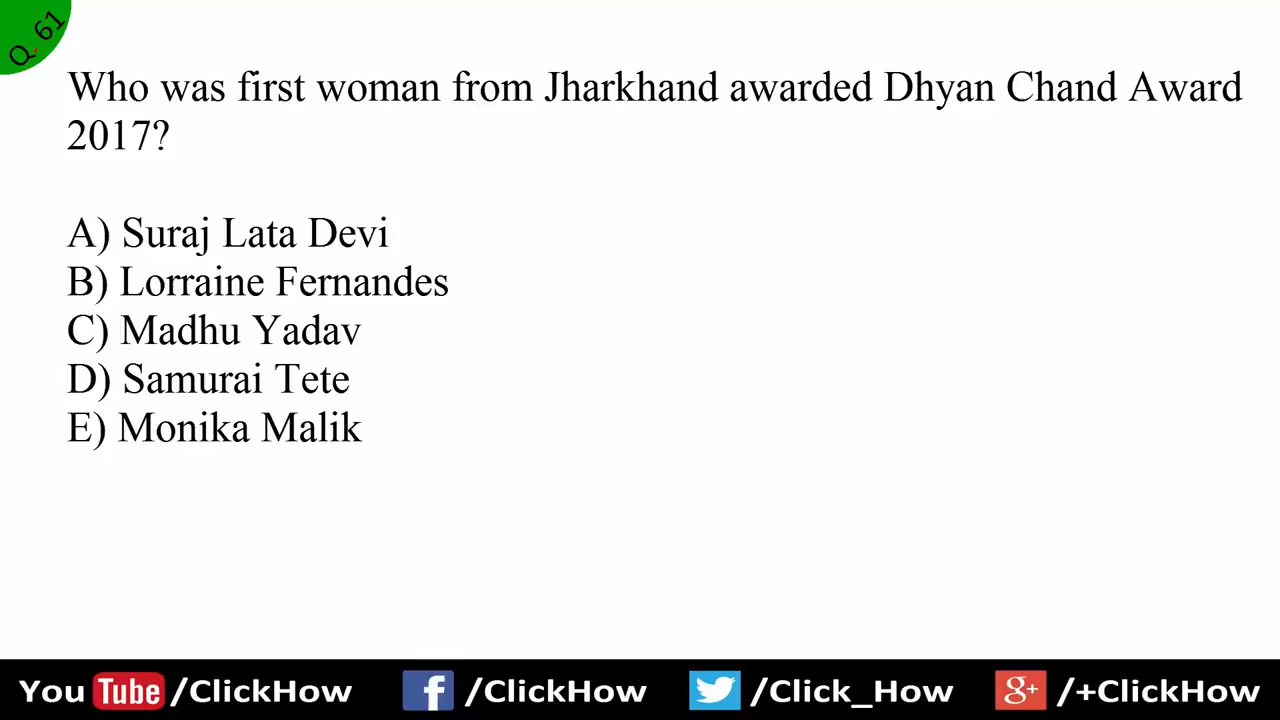 Q. 61
Who was first woman from Jharkhand awarded Dhyan Chand Award
2017?
A) Suraj Lata Devi
B) Lorraine Fernandes
C) Madhu Yadav
D) Samurai Tete
E) Monika Malik
You Tube /ClickHow f /ClickHow /Click_How g+ /+ClickHow